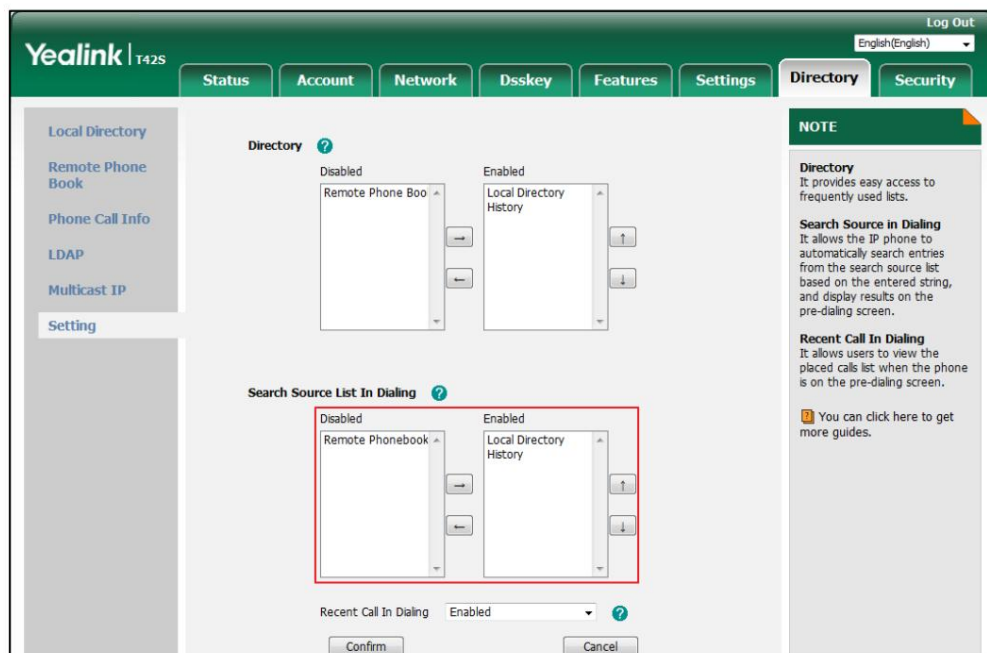 Log Out
Yealink T42S
English(English)
Status
Account
Network
Dsskey
Features
Settings
Directory
Security
Local Directory
Remote Phone
Book
Phone Call Info
LDAP
Multicast IP
Setting
Directory ?
Disabled
Enabled
Remote Phone Boo
Local Directory
History
→
←
↑
↓
Search Source List In Dialing ?
Disabled
Enabled
Remote Phonebook
Local Directory
History
→
←
↑
↓
Recent Call In Dialing Enabled ?
Confirm
Cancel
NOTE
Directory
It provides easy access to
frequently used lists.
Search Source in Dialing
It allows the IP phone to
automatically search entries
from the search source list
based on the entered string,
and display results on the
pre-dialing screen.
Recent Call In Dialing
It allows users to view the
placed calls list when the phone
is on the pre-dialing screen.
? You can click here to get
more guides.